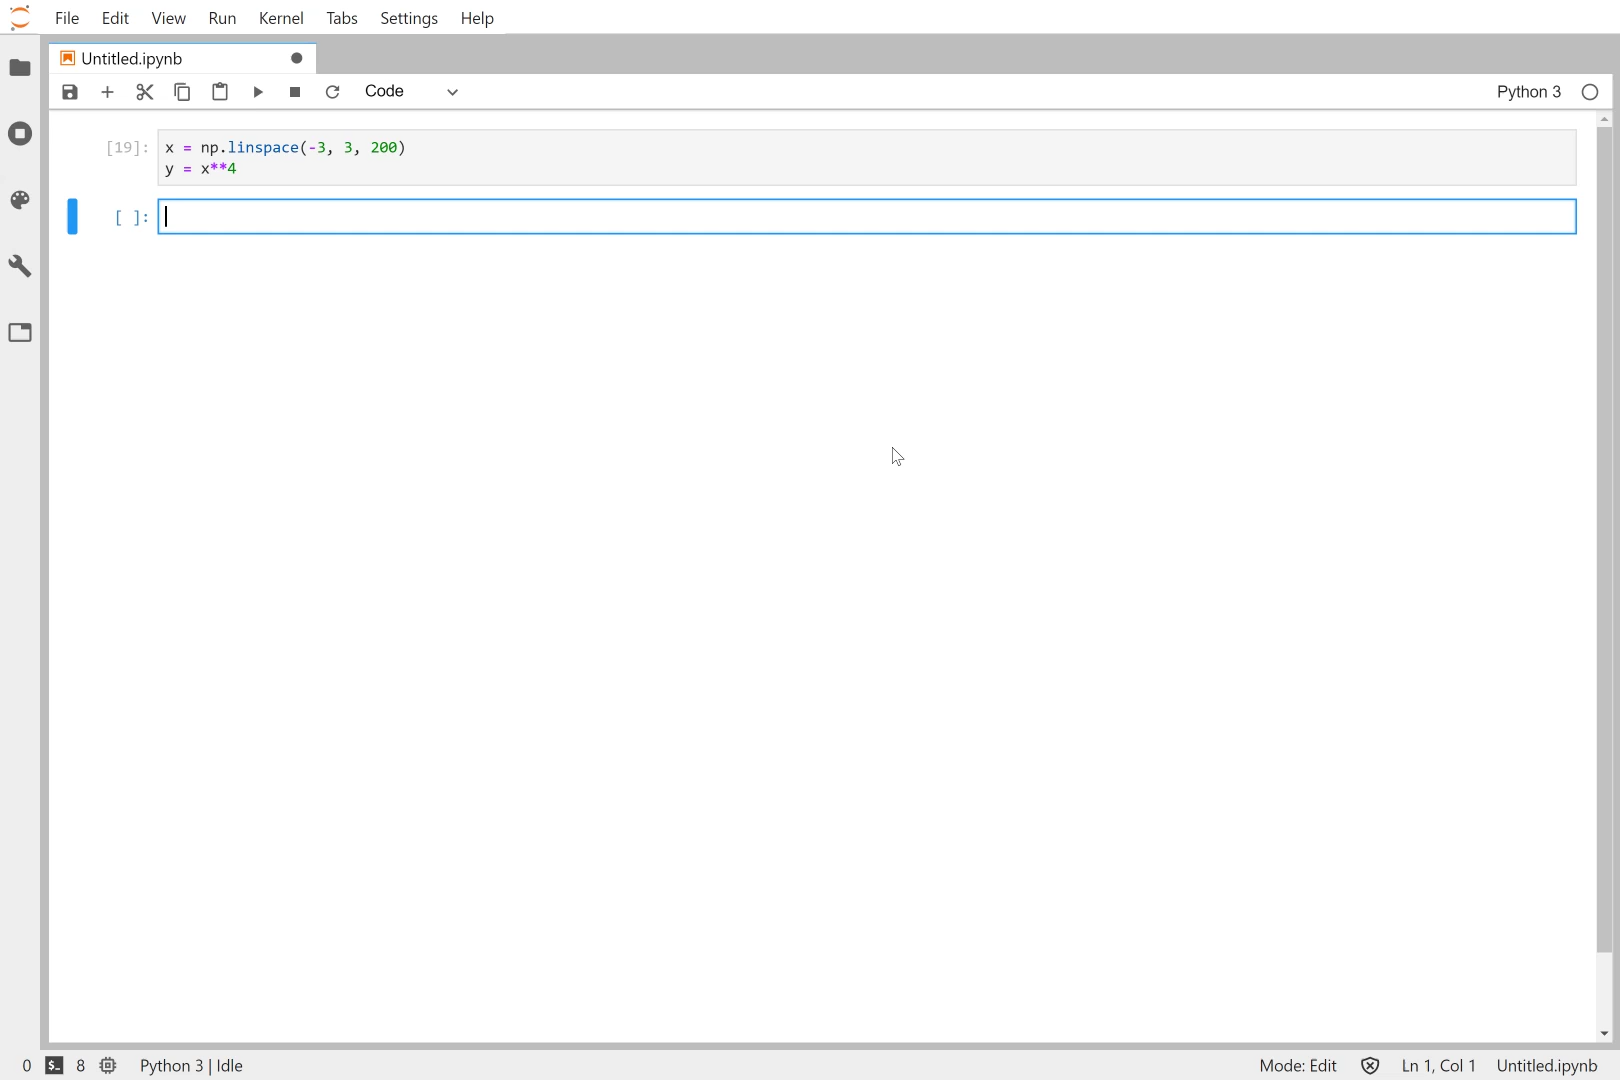 File Edit View Run Kernel Tabs Settings Help
Untitled.ipynb
Code Python 3
[19]: x = np.linspace(-3, 3, 200)
y = x**4
[ ]:
0 $_ 8 Python 3 | Idle Mode: Edit Ln 1, Col 1 Untitled.ipynb